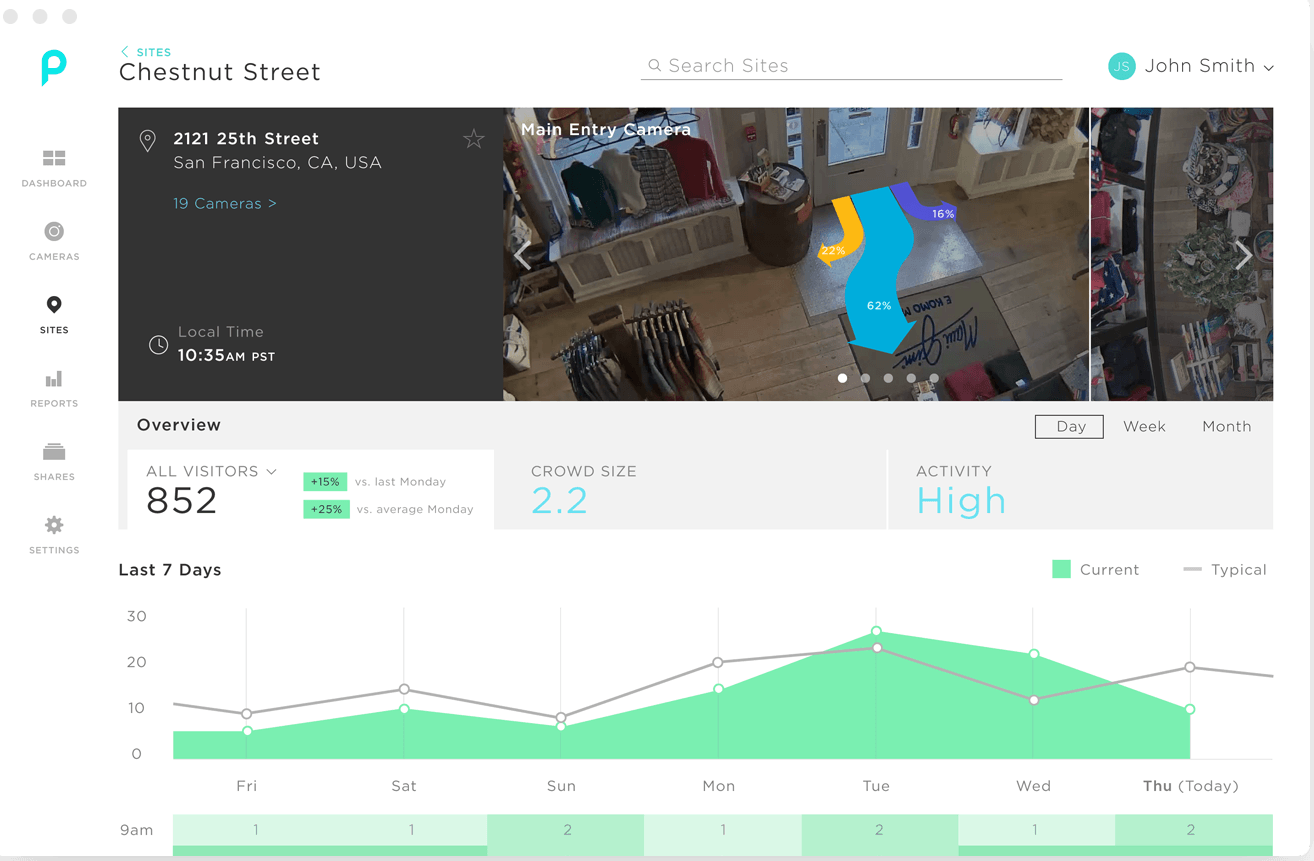 SITES
Chestnut Street
Search Sites
JS
John Smith
DASHBOARD
CAMERAS
SITES
REPORTS
SHARES
SETTINGS
2121 25th Street
San Francisco, CA, USA
19 Cameras >
Local Time
10:35AM PST
Main Entry Camera
16%
22%
62%
E KOMO M
Maui Jim
Overview
Day
Week
Month
ALL VISITORS
852
+15% vs. last Monday
+25% vs. average Monday
CROWD SIZE
2.2
ACTIVITY
High
Last 7 Days
Current
Typical
30
20
10
0
Fri Sat Sun Mon Tue Wed Thu (Today)
9am 1 1 2 1 2 1 2